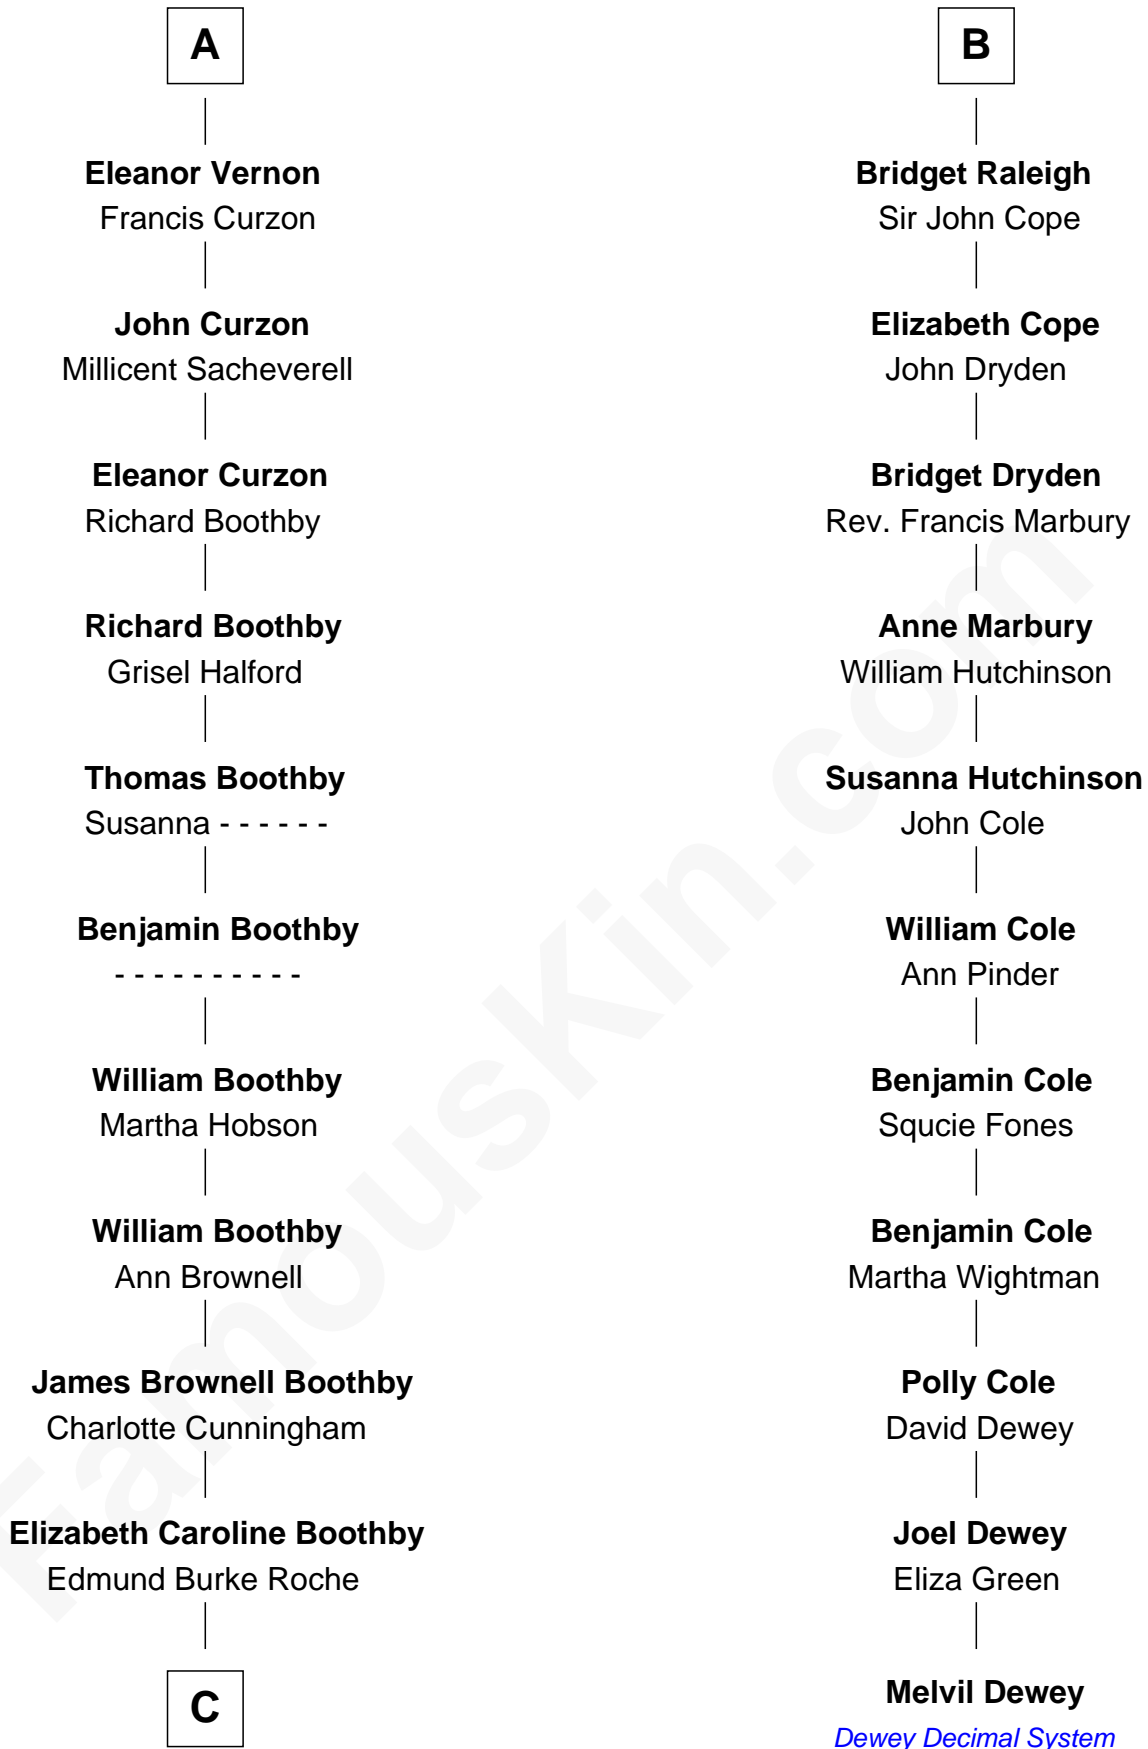 A
Eleanor Vernon
Francis Curzon
John Curzon
Millicent Sacheverell
Eleanor Curzon
Richard Boothby
Richard Boothby
Grisel Halford
Thomas Boothby
Susanna - - - - - -
Benjamin Boothby
- - - - - - - - - -
William Boothby
Martha Hobson
William Boothby
Ann Brownell
James Brownell Boothby
Charlotte Cunningham
Elizabeth Caroline Boothby
Edmund Burke Roche
C
B
Bridget Raleigh
Sir John Cope
Elizabeth Cope
John Dryden
Bridget Dryden
Rev. Francis Marbury
Anne Marbury
William Hutchinson
Susanna Hutchinson
John Cole
William Cole
Ann Pinder
Benjamin Cole
Squcie Fones
Benjamin Cole
Martha Wightman
Polly Cole
David Dewey
Joel Dewey
Eliza Green
Melvil Dewey
Dewey Decimal System
FamousKin.com